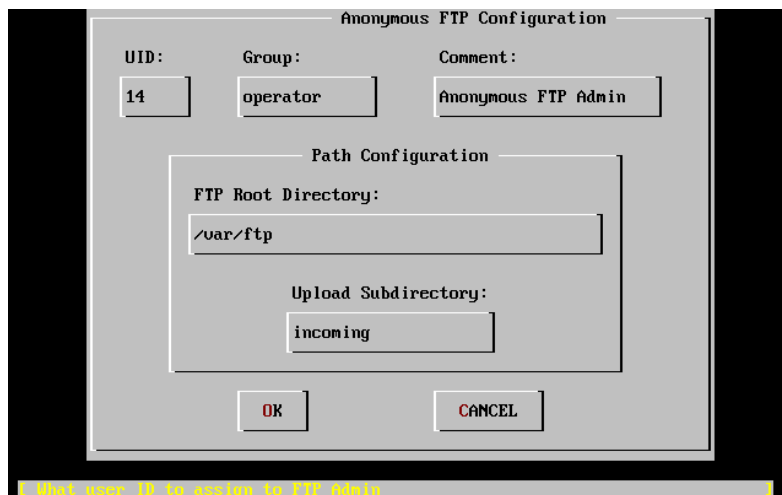 Anonymous FTP Configuration
UID: Group: Comment:
14 operator Anonymous FTP Admin
Path Configuration
FTP Root Directory:
/var/ftp
Upload Subdirectory:
incoming
OK CANCEL
[ What user ID to assign to FTP Admin ]